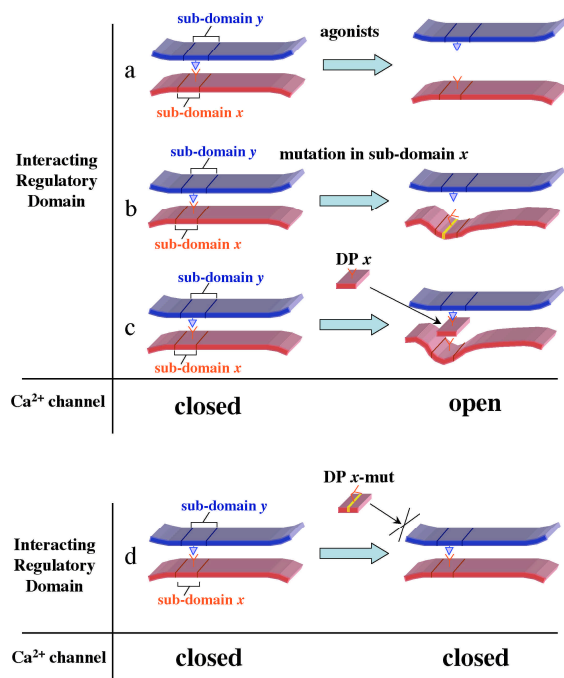 sub-domain y
agonists
a
sub-domain x
sub-domain y
mutation in sub-domain x
Interacting
Regulatory
Domain
b
sub-domain x
sub-domain y
DP x
c
sub-domain x
Ca2+ channel
closed
open
DP x-mut
sub-domain y
Interacting
Regulatory
Domain
d
sub-domain x
Ca2+ channel
closed
closed